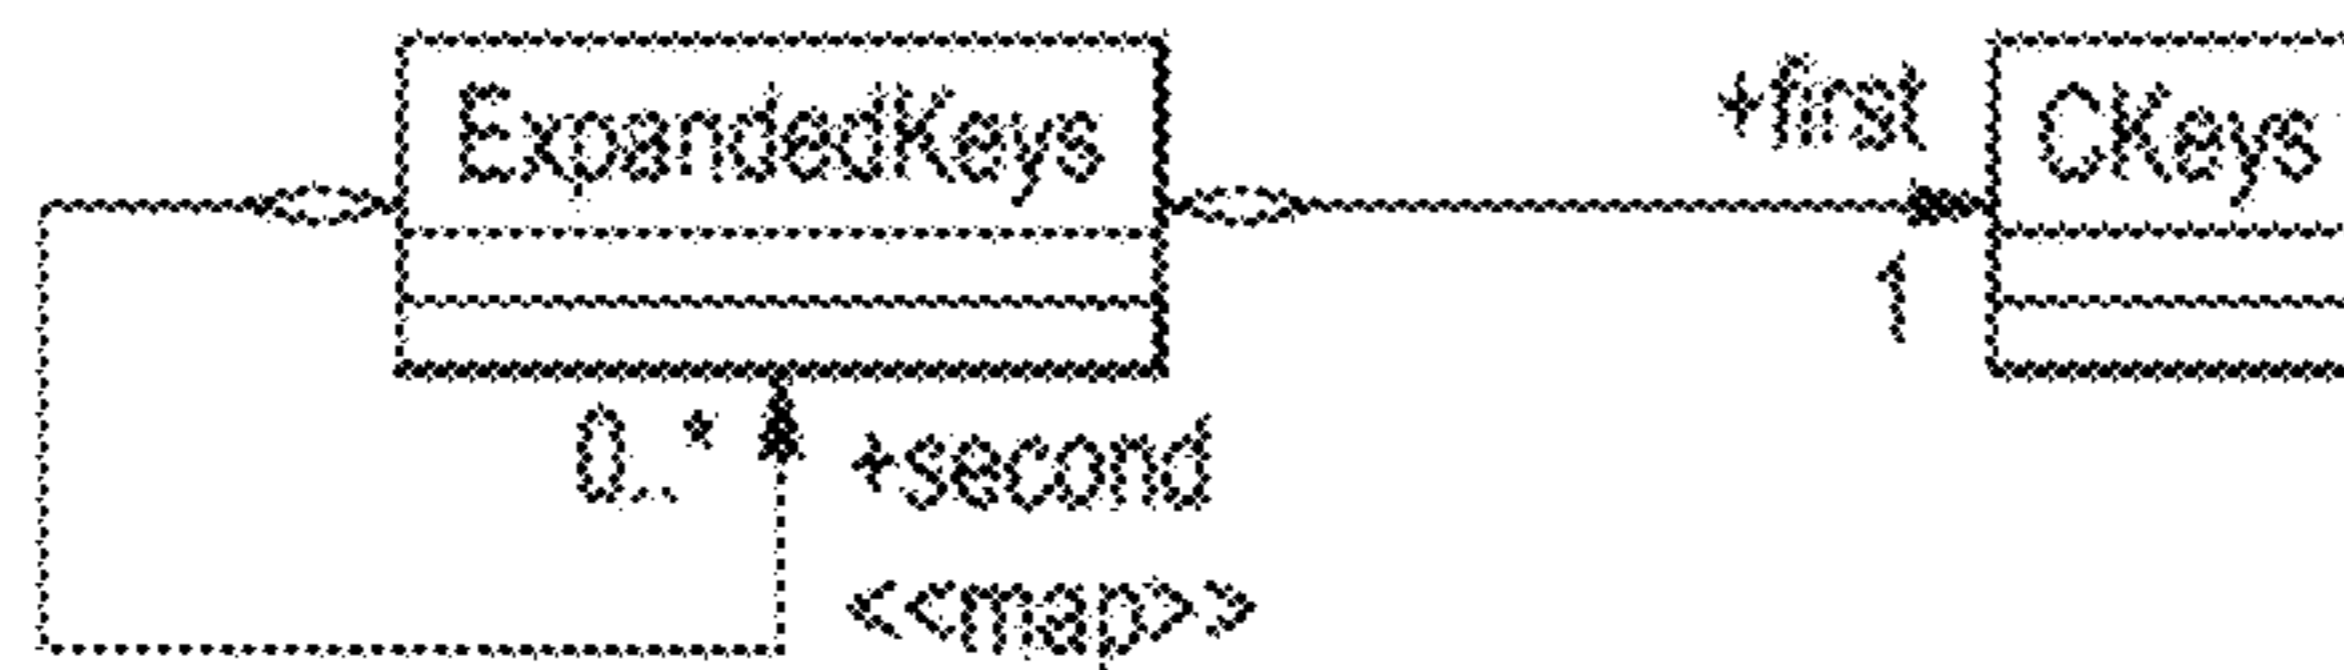 ExpandedKeys
+first
CKeys
1
0..*
+second
<<map>>